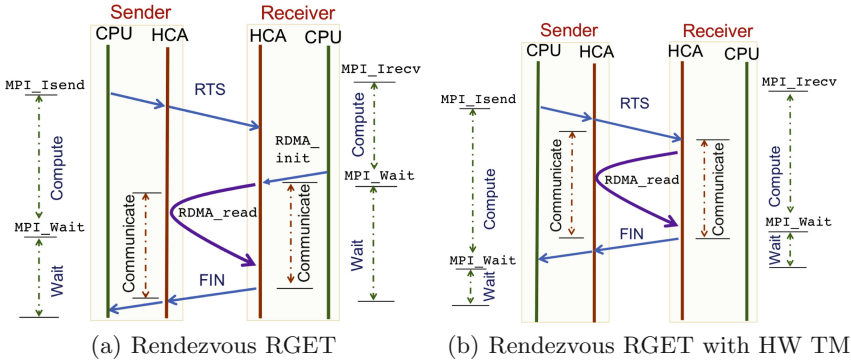 Sender
Receiver
CPU
HCA
HCA
CPU
MPI_Isend
MPI_Irecv
RTS
RDMA_
init
Compute
Compute
MPI_Wait
RDMA_read
Communicate
Communicate
MPI_Wait
Wait
Wait
FIN
(a) Rendezvous RGET
Sender
Receiver
CPU
HCA
HCA
CPU
MPI_Isend
MPI_Irecv
RTS
Compute
Compute
Communicate
Communicate
RDMA_read
MPI_Wait
MPI_Wait
FIN
Wait
Wait
(b) Rendezvous RGET with HW TM